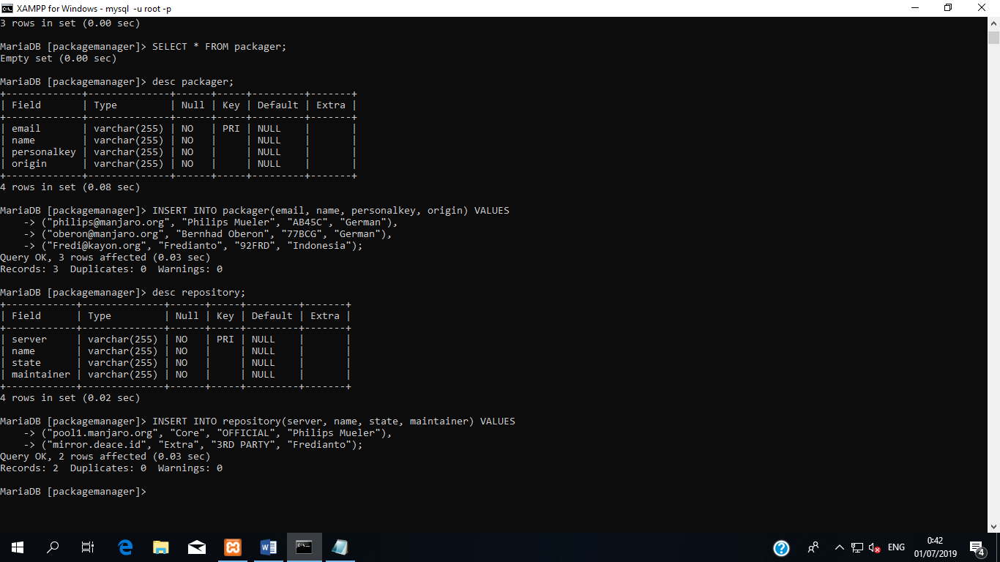 XAMPP for Windows - mysql  -u root -p
3 rows in set (0.00 sec)
MariaDB [packagemanager]> SELECT * FROM packager;
Empty set (0.00 sec)
MariaDB [packagemanager]> desc packager;
+------------+--------------+------+-----+---------+-------+
| Field       | Type         | Null | Key | Default | Extra |
+------------+--------------+------+-----+---------+-------+
| email       | varchar(255) | NO   | PRI | NULL    |       |
| name        | varchar(255) | NO   |     | NULL    |       |
| personalkey | varchar(255) | NO   |     | NULL    |       |
| origin      | varchar(255) | NO   |     | NULL    |       |
+------------+--------------+------+-----+---------+-------+
4 rows in set (0.08 sec)
MariaDB [packagemanager]> INSERT INTO packager(email, name, personalkey, origin) VALUES
    -> ("philips@manjaro.org", "Philips Mueler", "AB45C", "German"),
    -> ("oberon@manjaro.org", "Bernhad Oberon", "77BCG", "German"),
    -> ("Fredi@kayon.org", "Fredianto", "92FRD", "Indonesia");
Query OK, 3 rows affected (0.03 sec)
Records: 3  Duplicates: 0  Warnings: 0
MariaDB [packagemanager]> desc repository;
+------------+--------------+------+-----+---------+-------+
| Field      | Type         | Null | Key | Default | Extra |
+------------+--------------+------+-----+---------+-------+
| server     | varchar(255) | NO   | PRI | NULL    |       |
| name       | varchar(255) | NO   |     | NULL    |       |
| state      | varchar(255) | NO   |     | NULL    |       |
| maintainer | varchar(255) | NO   |     | NULL    |       |
+------------+--------------+------+-----+---------+-------+
4 rows in set (0.02 sec)
MariaDB [packagemanager]> INSERT INTO repository(server, name, state, maintainer) VALUES
    -> ("pool1.manjaro.org", "Core", "OFFICIAL", "Philips Mueler"),
    -> ("mirror.deace.id", "Extra", "3RD PARTY", "Fredianto");
Query OK, 2 rows affected (0.03 sec)
Records: 2  Duplicates: 0  Warnings: 0
MariaDB [packagemanager]>
ENG
0:42
01/07/2019
4